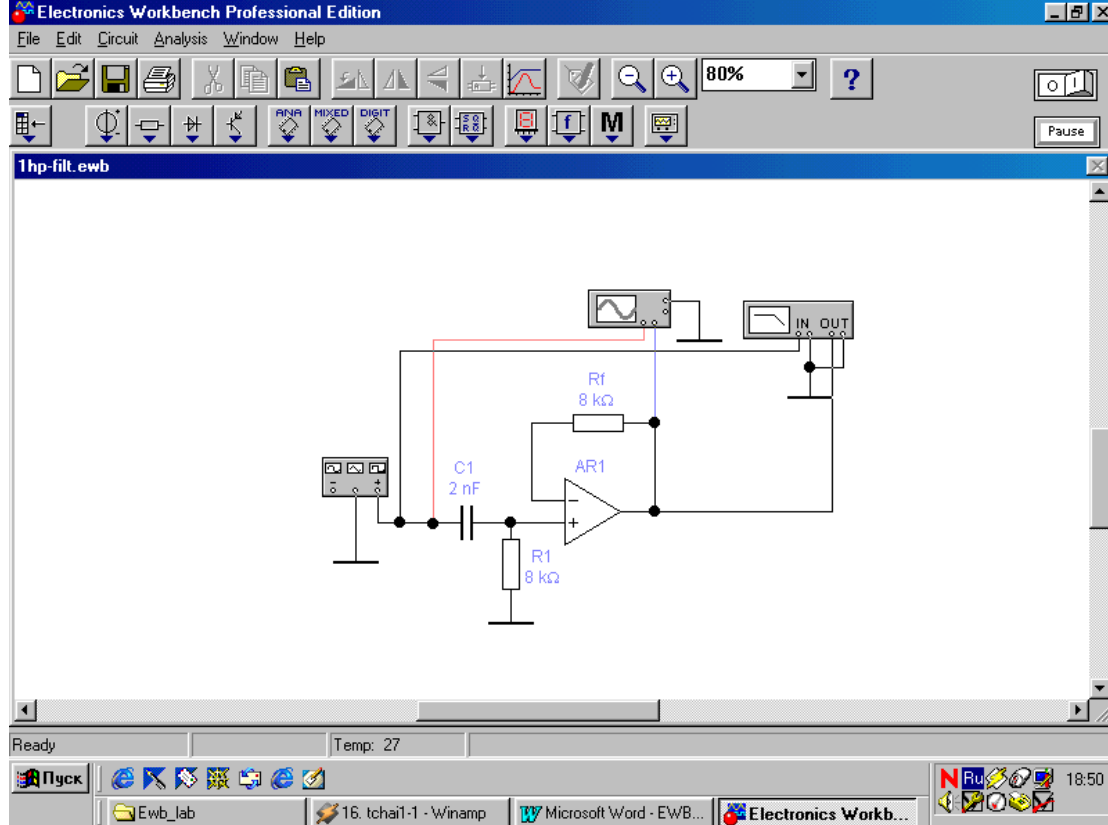 Electronics Workbench Professional Edition
File Edit Circuit Analysis Window Help
80%
?
Pause
ANA MIXED DIGIT
&
f M
1hp-filt.ewb
IN OUT
Rf
8 kΩ
C1
2 nF
AR1
R1
8 kΩ
Ready Temp: 27
Пуск
Ru
18:50
Ewb_lab
16. tchai1-1 - Winamp
Microsoft Word - EWB...
Electronics Workb...